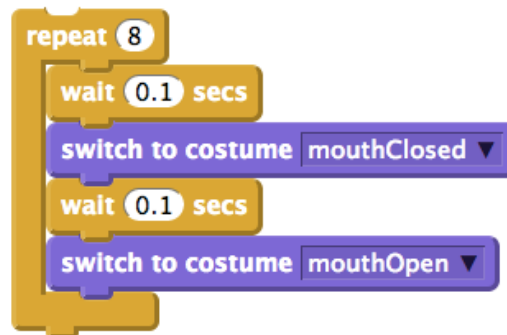 repeat 8
wait 0.1 secs
switch to costume mouthClosed
wait 0.1 secs
switch to costume mouthOpen